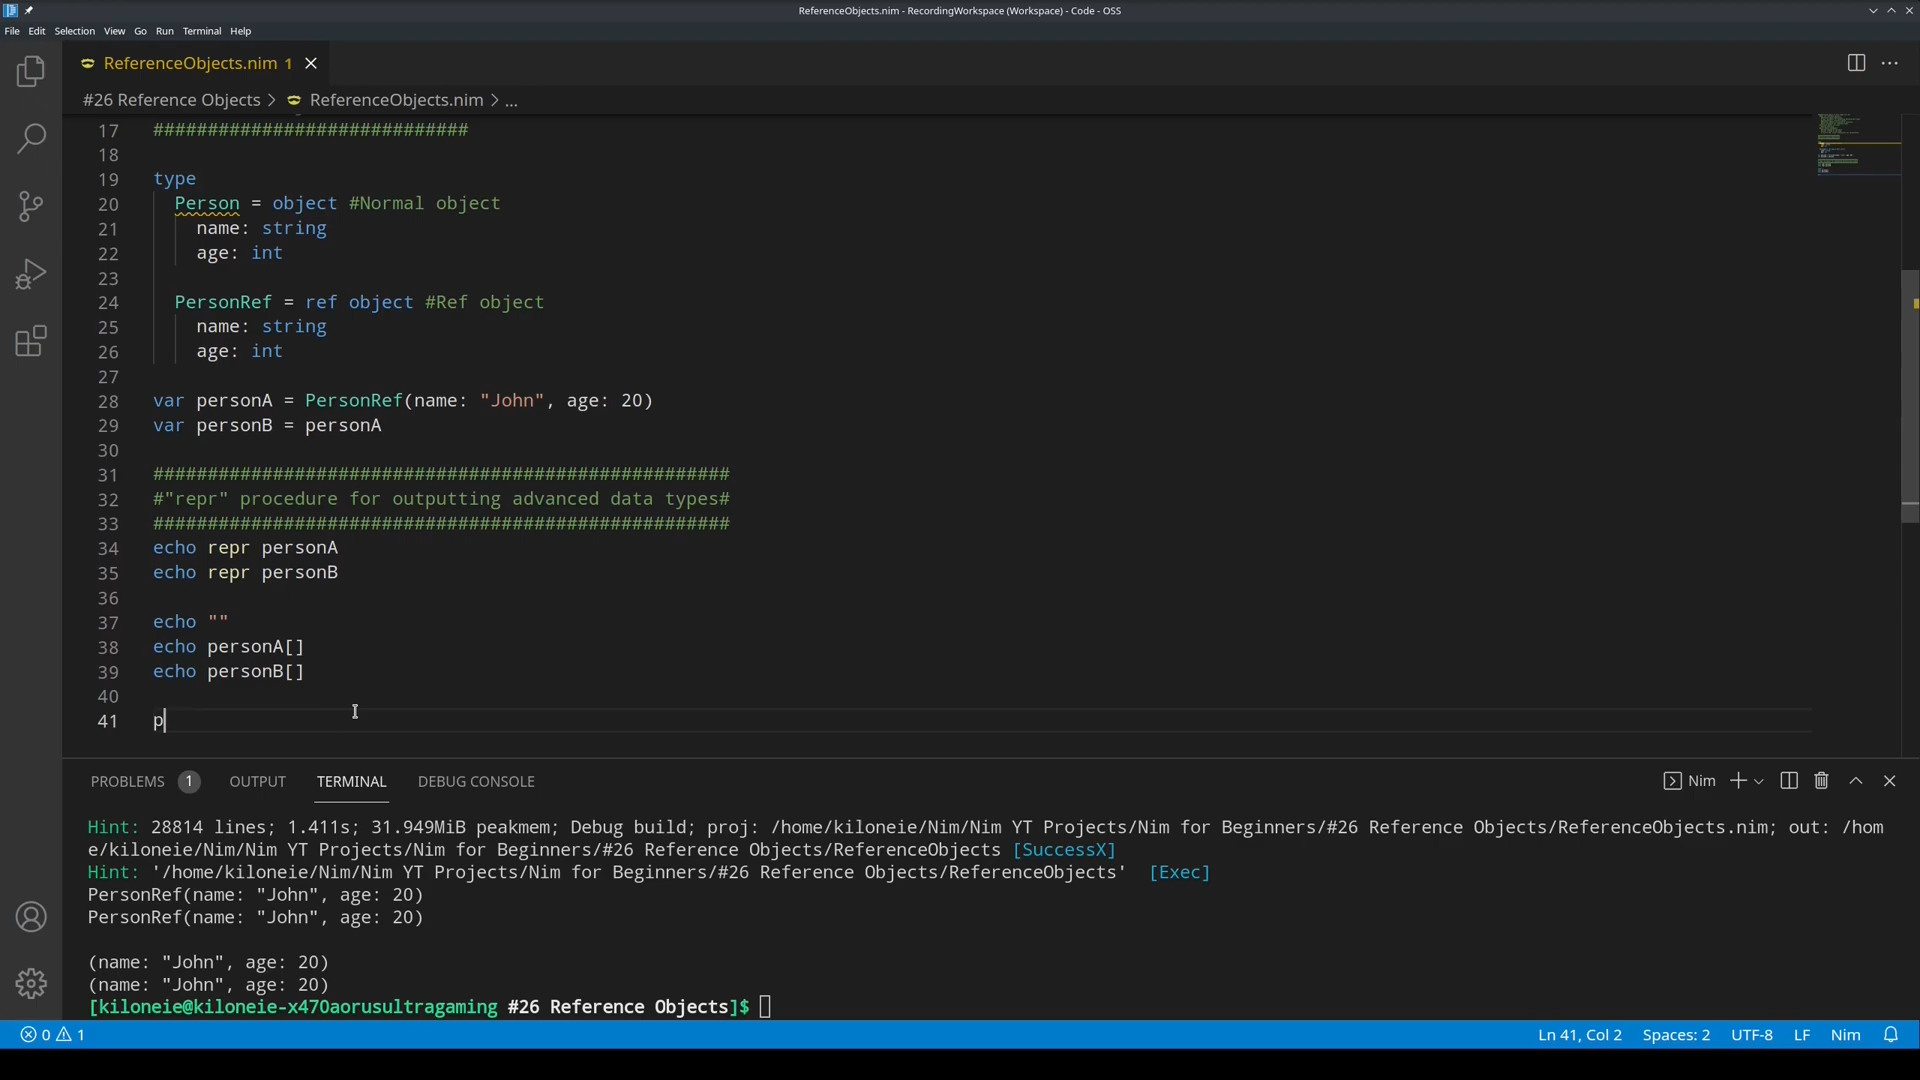 ReferenceObjects.nim - RecordingWorkspace (Workspace) - Code - OSS
File Edit Selection View Go Run Terminal Help
ReferenceObjects.nim 1
#26 Reference Objects > ReferenceObjects.nim > ...
17 #############################
18
19 type
20 Person = object #Normal object
21 name: string
22 age: int
23
24 PersonRef = ref object #Ref object
25 name: string
26 age: int
27
28 var personA = PersonRef(name: "John", age: 20)
29 var personB = personA
30
31 #####################################################
32 #"repr" procedure for outputting advanced data types#
33 #####################################################
34 echo repr personA
35 echo repr personB
36
37 echo ""
38 echo personA[]
39 echo personB[]
40
41 p
PROBLEMS 1 OUTPUT TERMINAL DEBUG CONSOLE Nim
Hint: 28814 lines; 1.411s; 31.949MiB peakmem; Debug build; proj: /home/kiloneie/Nim/Nim YT Projects/Nim for Beginners/#26 Reference Objects/ReferenceObjects.nim; out: /hom
e/kiloneie/Nim/Nim YT Projects/Nim for Beginners/#26 Reference Objects/ReferenceObjects [SuccessX]
Hint: '/home/kiloneie/Nim/Nim YT Projects/Nim for Beginners/#26 Reference Objects/ReferenceObjects' [Exec]
PersonRef(name: "John", age: 20)
PersonRef(name: "John", age: 20)
(name: "John", age: 20)
(name: "John", age: 20)
[kiloneie@kiloneie-x470aorusultragaming #26 Reference Objects]$
0 1 Ln 41, Col 2 Spaces: 2 UTF-8 LF Nim